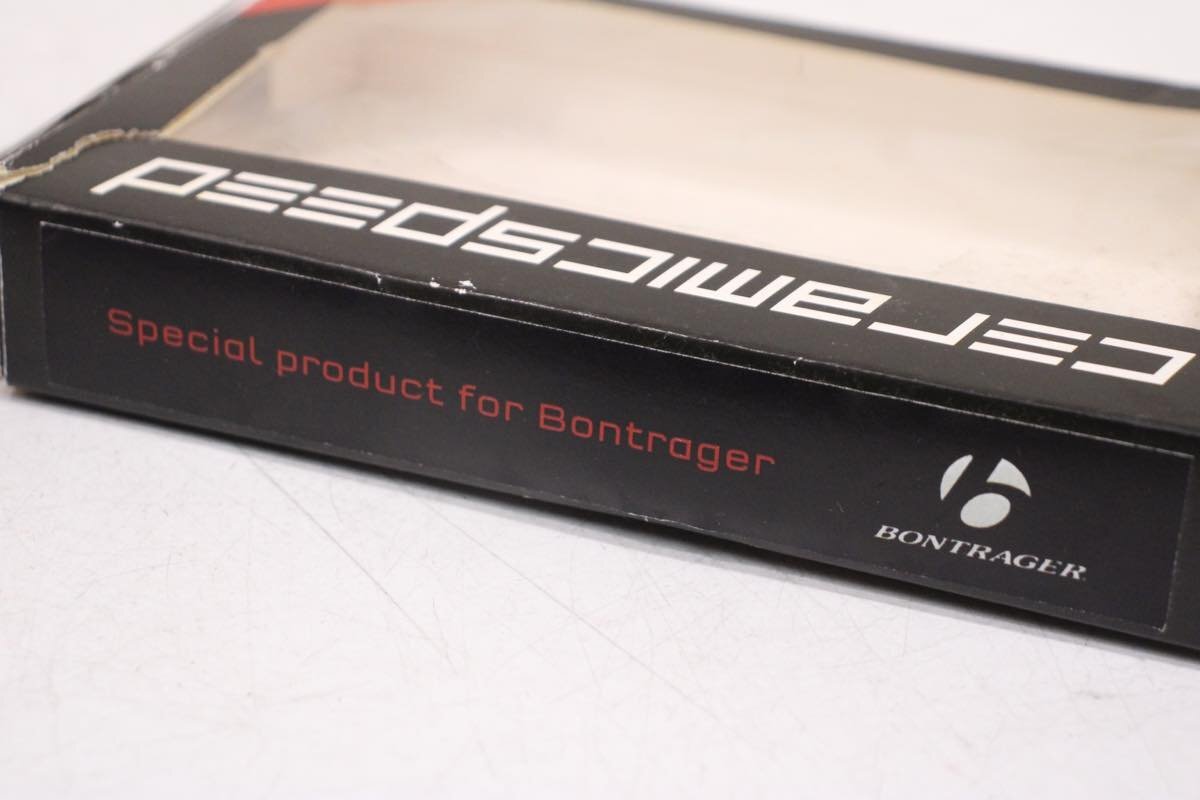 ceramicspeed
Special product for Bontrager
BONTRAGER